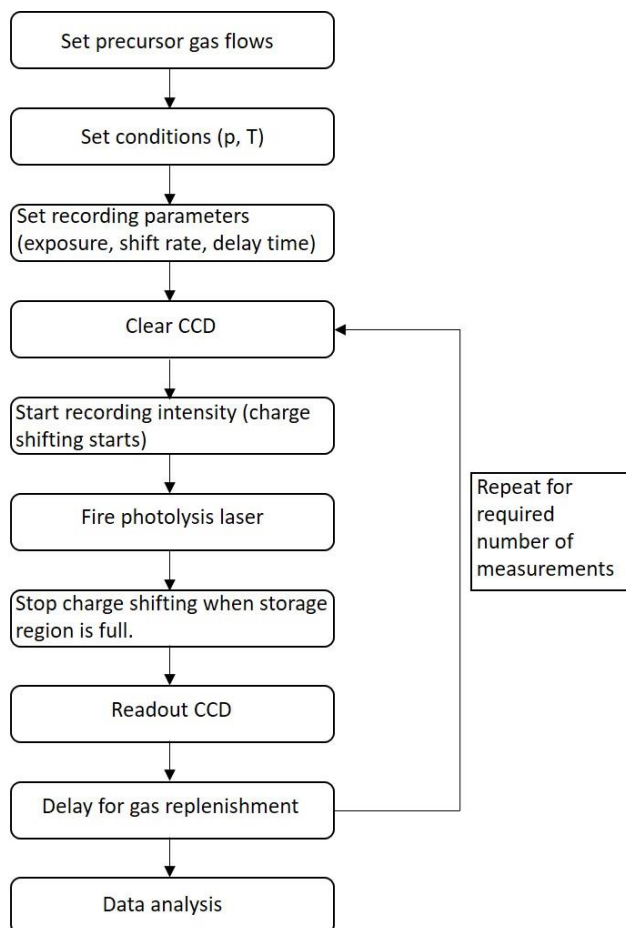 Set precursor gas flows
Set conditions (p, T)
Set recording parameters
(exposure, shift rate, delay time)
Clear CCD
Start recording intensity (charge
shifting starts)
Fire photolysis laser
Stop charge shifting when storage
region is full.
Readout CCD
Delay for gas replenishment
Data analysis
Repeat for
required
number of
measurements